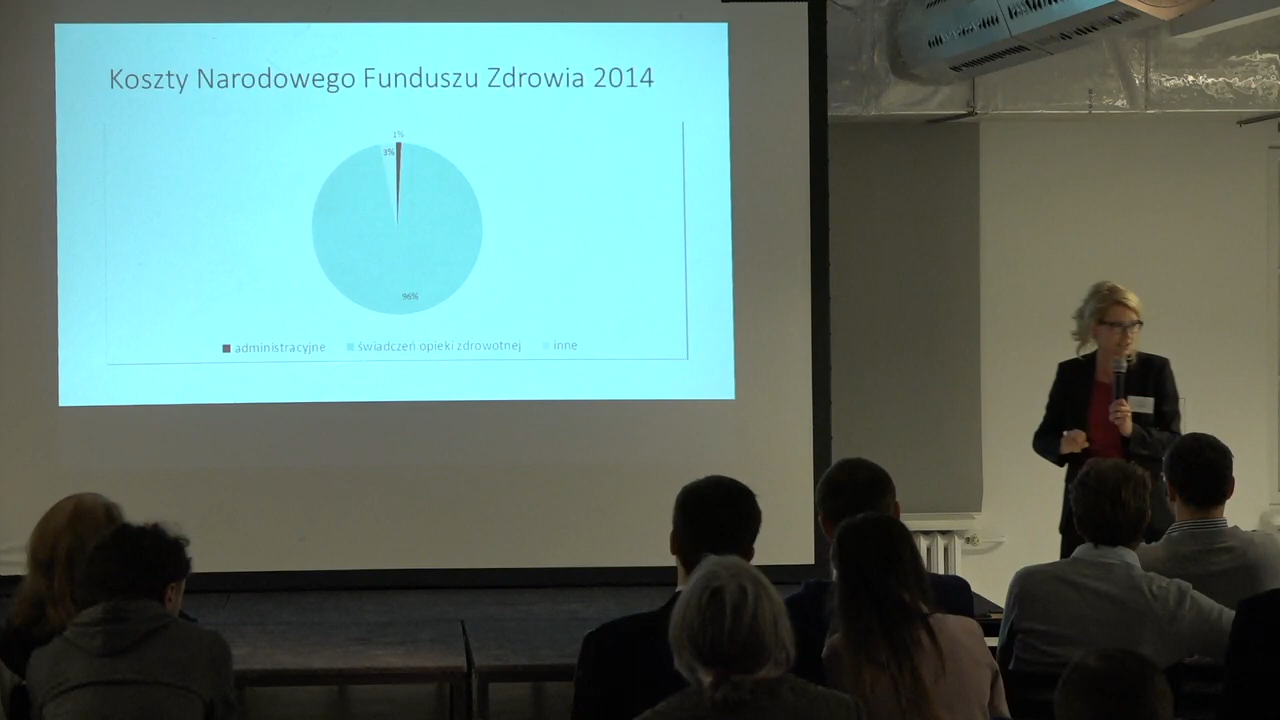 Koszty Narodowego Funduszu Zdrowia 2014
1%
3%
96%
administracyjne świadczeń opieki zdrowotnej inne